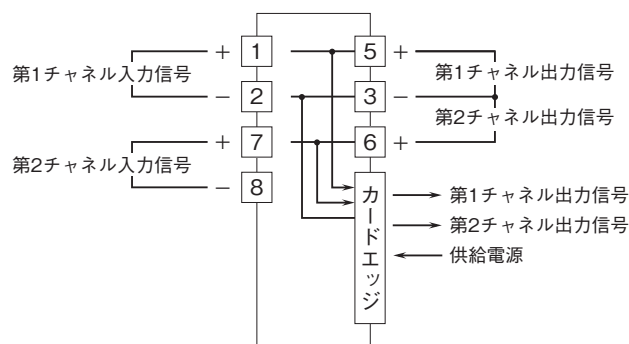 + 1 5 +
第1チャネル入力信号 第1チャネル出力信号
− 2 3 −
第2チャネル出力信号
+ 7 6 +
第2チャネル入力信号
− 8
カードエッジ
第1チャネル出力信号
第2チャネル出力信号
供給電源